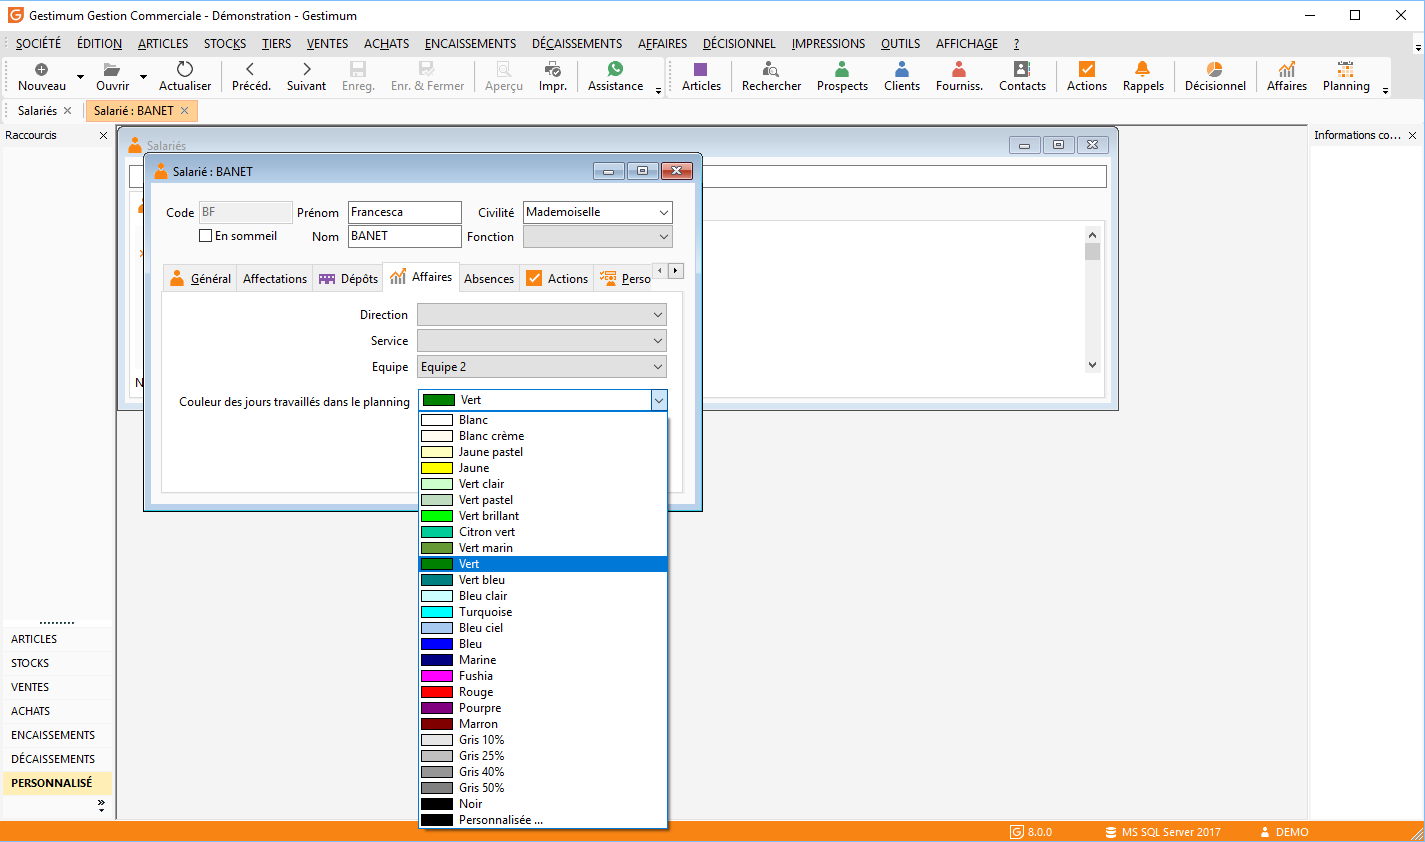 Gestimum Gestion Commerciale - Démonstration - Gestimum
SOCIÉTÉ ÉDITION ARTICLES STOCKS TIERS VENTES ACHATS ENCAISSEMENTS DÉCAISSEMENTS AFFAIRES DÉCISIONNEL IMPRESSIONS OUTILS AFFICHAGE ?
Nouveau Ouvrir Actualiser Précéd. Suivant Enreg. Enr. & Fermer Aperçu Impr. Assistance Articles Rechercher Prospects Clients Fourniss. Contacts Actions Rappels Décisionnel Affaires Planning
Salariés Salarié : BANET
Raccourcis
Informations co...
Salariés
Salarié : BANET
Code BF Prénom Francesca Civilité Mademoiselle
En sommeil Nom BANET Fonction
Général Affectations Dépôts Affaires Absences Actions Perso
Direction
Service
Equipe Equipe 2
N
Couleur des jours travaillés dans le planning Vert
Blanc
Blanc crème
Jaune pastel
Jaune
Vert clair
Vert pastel
Vert brillant
Citron vert
Vert marin
Vert
Vert bleu
Bleu clair
Turquoise
Bleu ciel
Bleu
Marine
Fushia
Rouge
Pourpre
Marron
Gris 10%
Gris 25%
Gris 40%
Gris 50%
Noir
Personnalisée ...
ARTICLES
STOCKS
VENTES
ACHATS
ENCAISSEMENTS
DÉCAISSEMENTS
PERSONNALISÉ
8.0.0 MS SQL Server 2017 DEMO